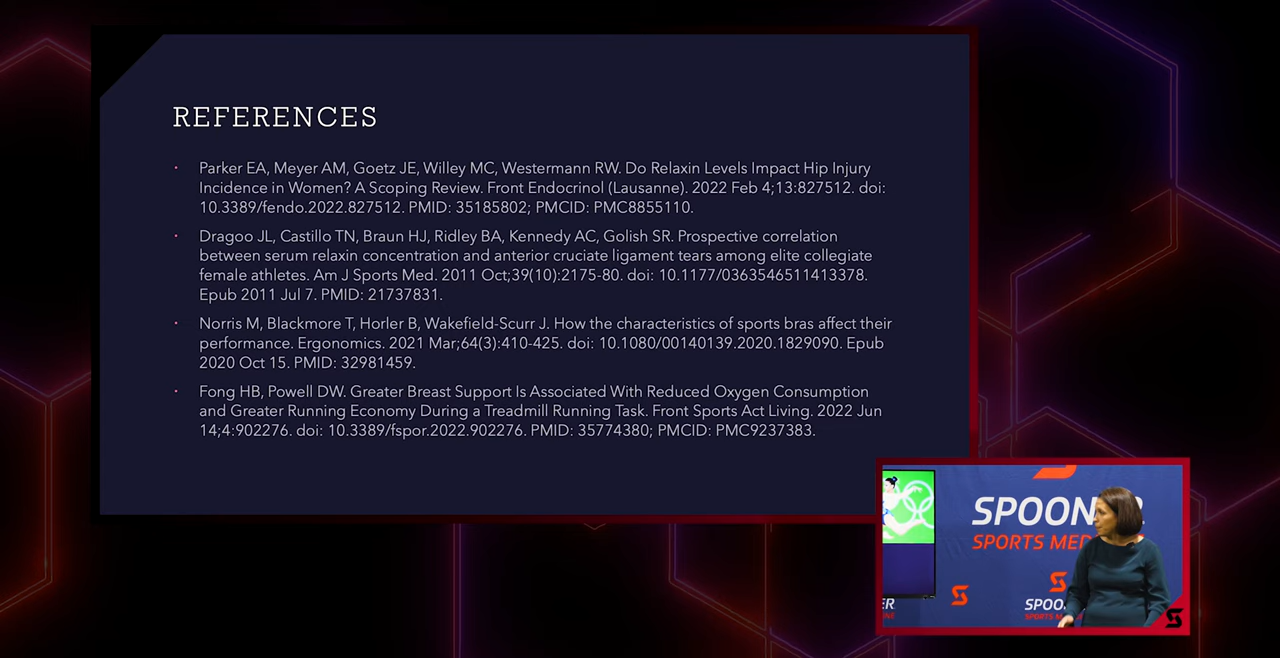 REFERENCES
Parker EA, Meyer AM, Goetz JE, Willey MC, Westermann RW. Do Relaxin Levels Impact Hip Injury
Incidence in Women? A Scoping Review. Front Endocrinol (Lausanne). 2022 Feb 4;13:827512. doi:
10.3389/fendo.2022.827512. PMID: 35185802; PMCID: PMC8855110.
Dragoo JL, Castillo TN, Braun HJ, Ridley BA, Kennedy AC, Golish SR. Prospective correlation
between serum relaxin concentration and anterior cruciate ligament tears among elite collegiate
female athletes. Am J Sports Med. 2011 Oct;39(10):2175-80. doi: 10.1177/0363546511413378.
Epub 2011 Jul 7. PMID: 21737831.
Norris M, Blackmore T, Horler B, Wakefield-Scurr J. How the characteristics of sports bras affect their
performance. Ergonomics. 2021 Mar;64(3):410-425. doi: 10.1080/00140139.2020.1829090. Epub
2020 Oct 15. PMID: 32981459.
Fong HB, Powell DW. Greater Breast Support Is Associated With Reduced Oxygen Consumption
and Greater Running Economy During a Treadmill Running Task. Front Sports Act Living. 2022 Jun
14;4:902276. doi: 10.3389/fspor.2022.902276. PMID: 35774380; PMCID: PMC9237383.
SPOON
SPORTS MED
SPOO
SPORTS M
ER